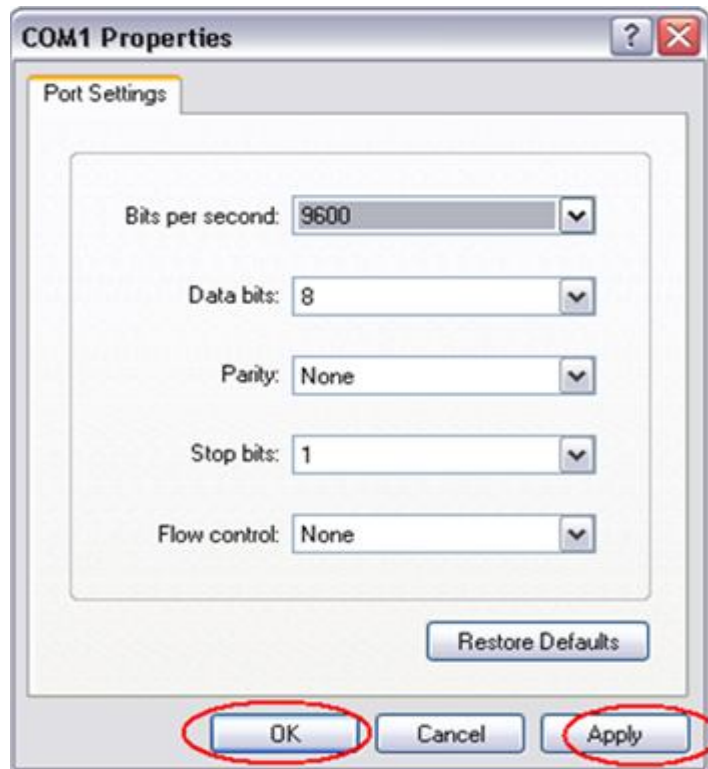 COM1 Properties
Port Settings
Bits per second: 9600
Data bits: 8
Parity: None
Stop bits: 1
Flow control: None
Restore Defaults
OK Cancel Apply